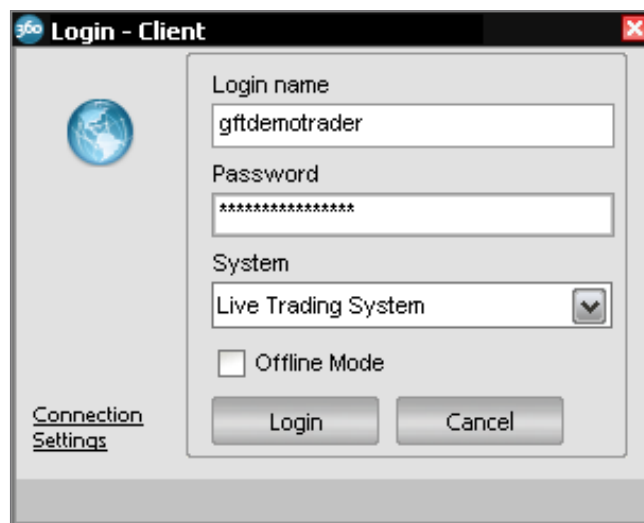 360 Login - Client
Login name
gftdemotrader
Password
****************
System
Live Trading System
Offline Mode
Connection
Settings
Login
Cancel